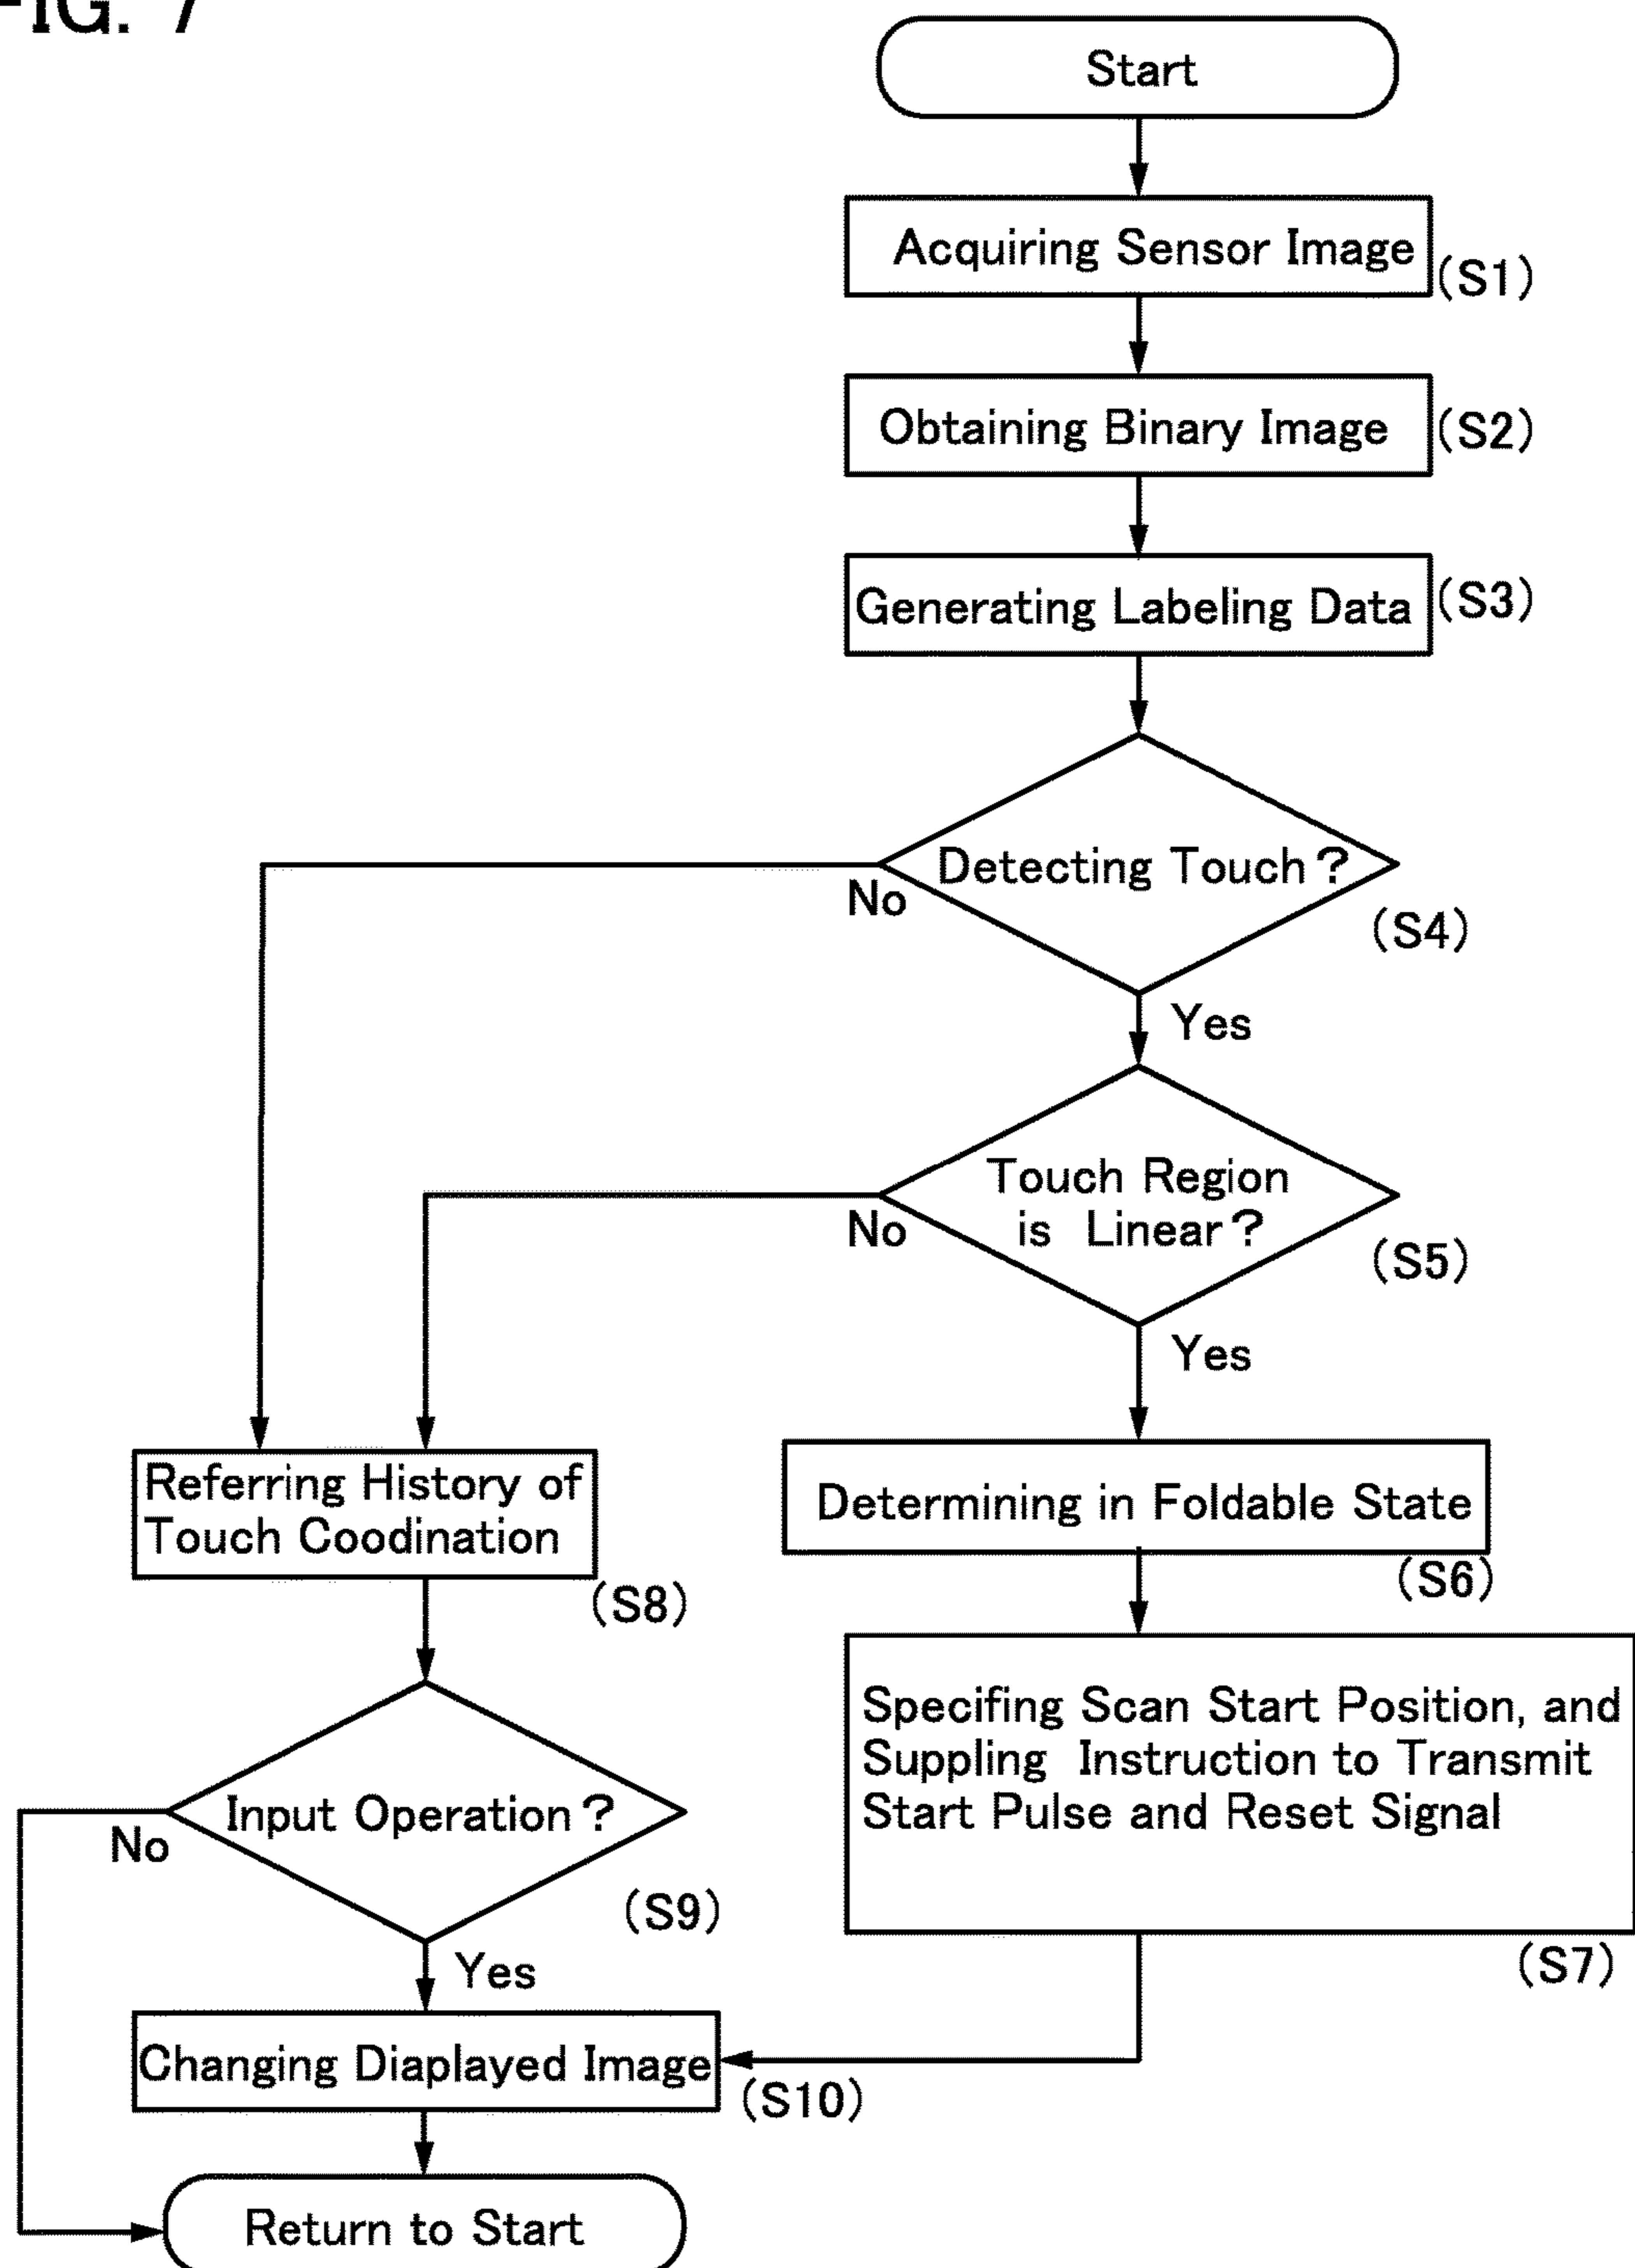 FIG. 7
Start
Acquiring Sensor Image
(S1)
Obtaining Binary Image
(S2)
Generating Labeling Data
(S3)
Detecting Touch?
No
(S4)
Yes
Touch Region
is Linear?
No
(S5)
Yes
Referring History of
Touch Coodination
(S8)
Determining in Foldable State
(S6)
Specifing Scan Start Position, and
Suppling Instruction to Transmit
Start Pulse and Reset Signal
(S7)
Input Operation?
No
(S9)
Yes
Changing Diaplayed Image
(S10)
Return to Start